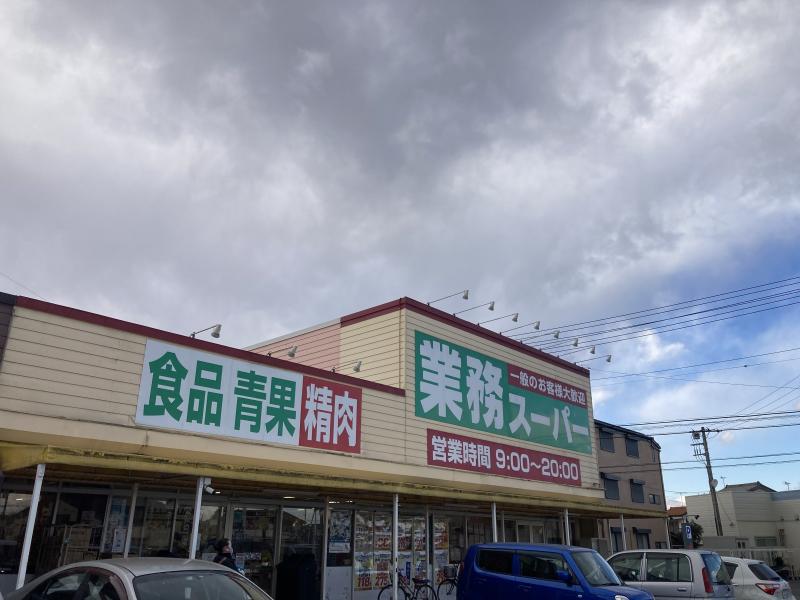 食品 青果 精肉
一般のお客様大歓迎
業務スーパー
営業時間 9:00～20:00